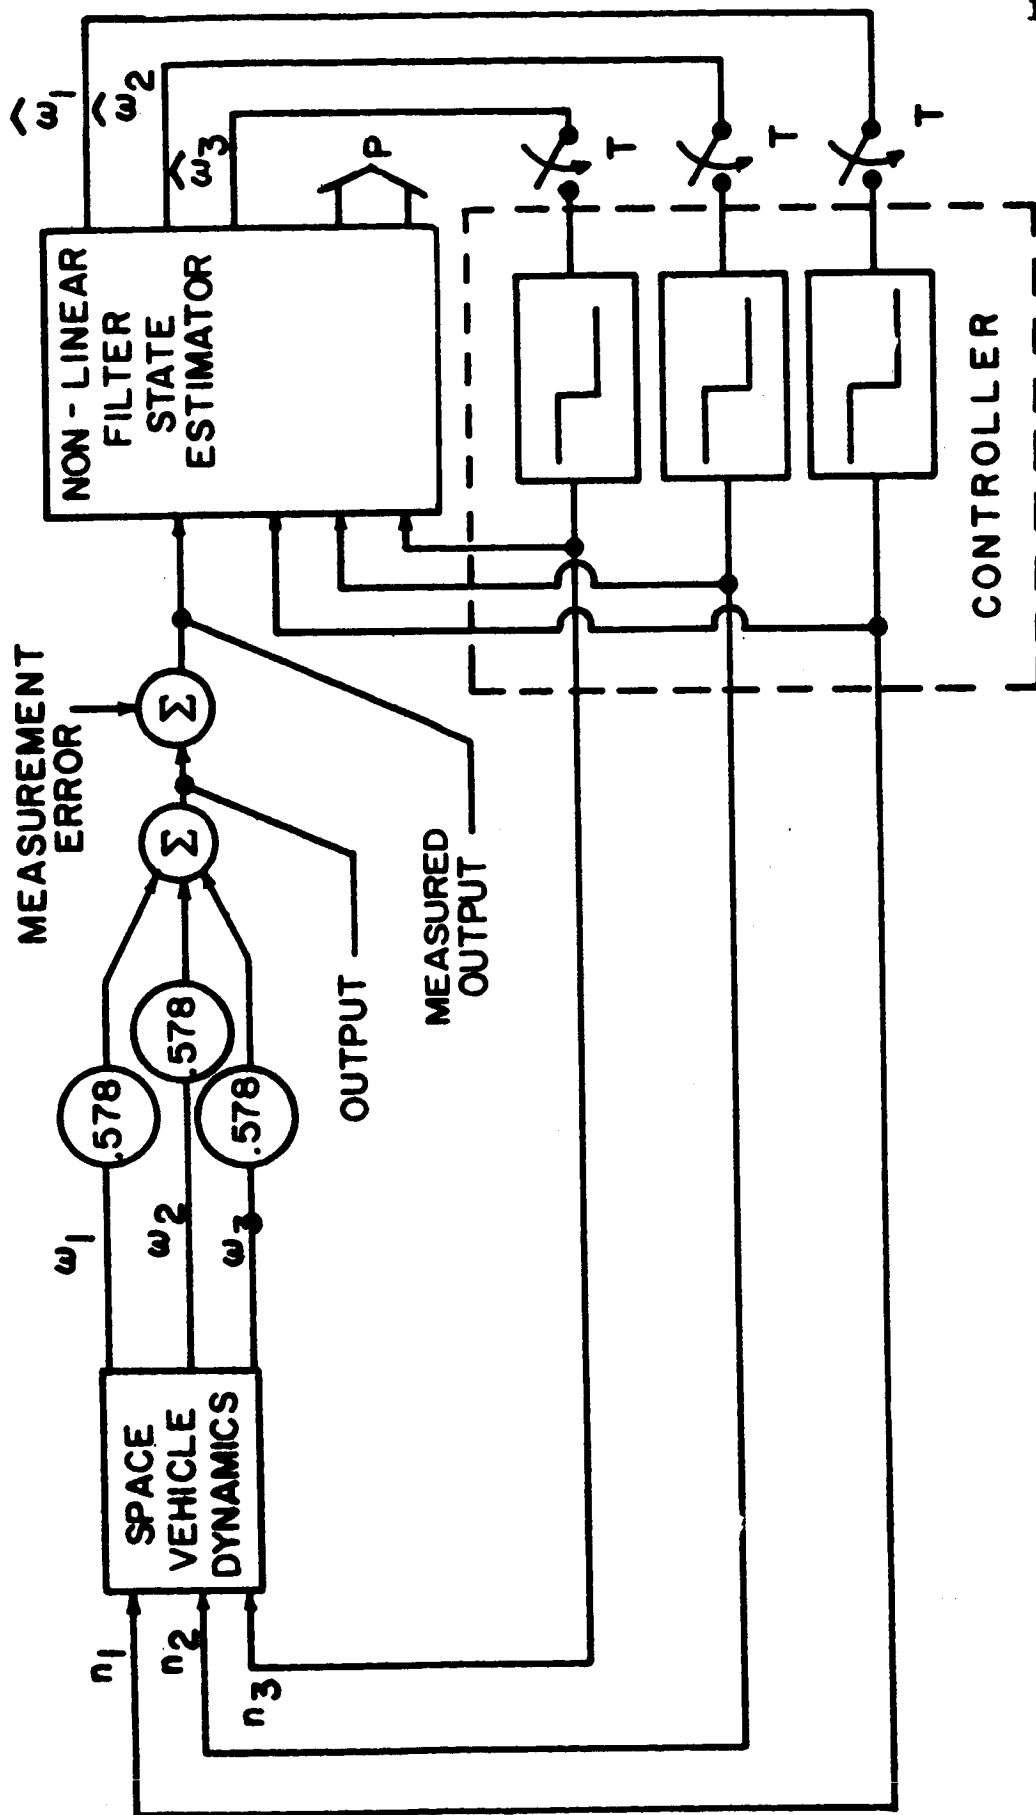 MEASUREMENT
ERROR
ω̂1
ω̂2
ω̂3
ω1
ω2
ω3
.578
.578
.578
Σ
Σ
n1
n2
n3
SPACE
VEHICLE
DYNAMICS
NON-LINEAR
FILTER
STATE
ESTIMATOR
P
OUTPUT
MEASURED
OUTPUT
T
T
T
CONTROLLER